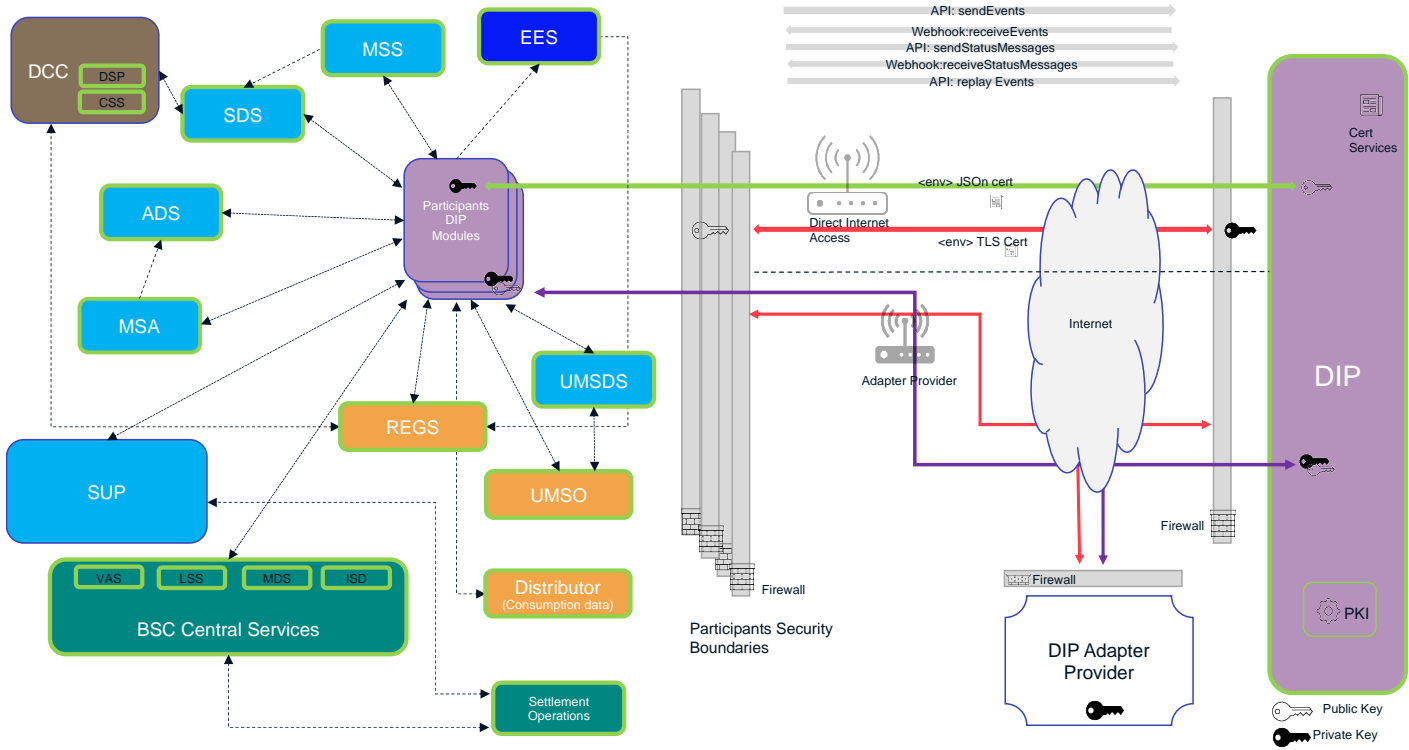 API: sendEvents
Webhook:receiveEvents
API: sendStatusMessages
Webhook:receiveStatusMessages
API: replay Events
DCC
DSP
CSS
SDS
MSS
EES
ADS
MSA
Participants
DIP
Modules
SUP
REGS
UMSDS
UMSO
Distributor
(Consumption data)
VAS
LSS
MDS
ISD
BSC Central Services
Settlement
Operations
Direct Internet
Access
<env> JSOn cert
<env> TLS Cert
Adapter Provider
Internet
Firewall
Participants Security
Boundaries
Firewall
Firewall
DIP Adapter
Provider
Cert
Services
DIP
PKI
Public Key
Private Key